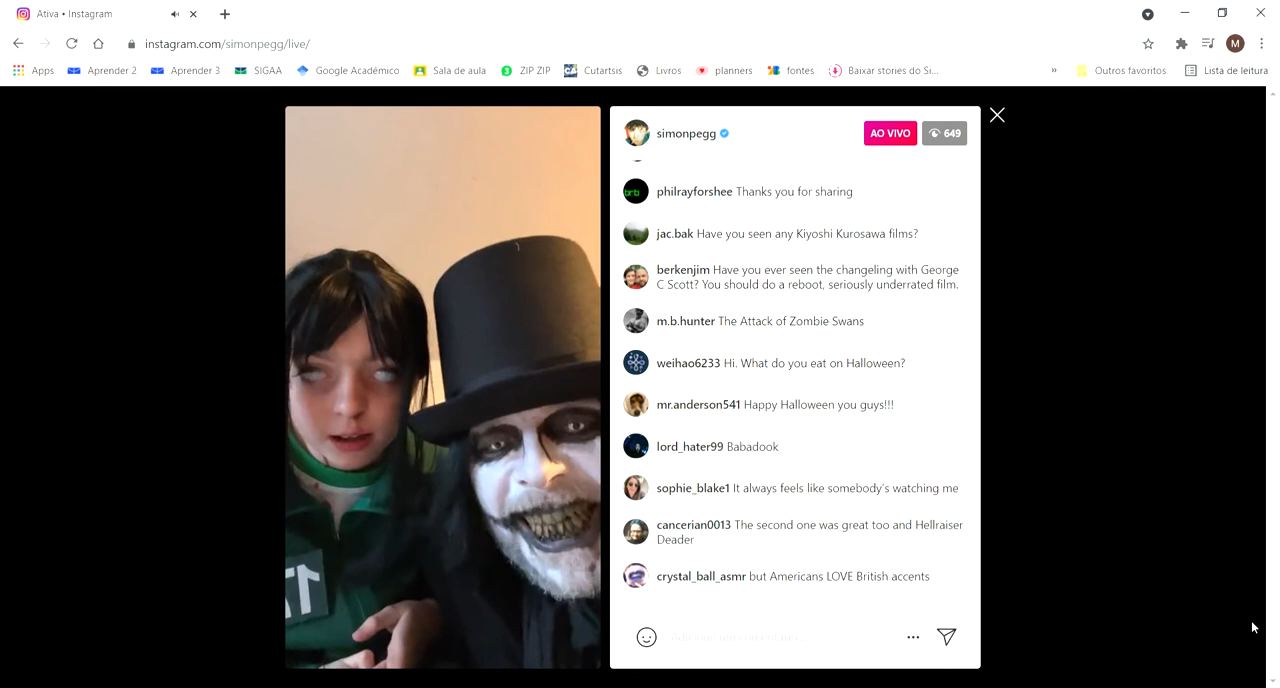 Ativa • Instagram
instagram.com/simonpegg/live/
M
Apps
Aprender 2
Aprender 3
SIGAA
Google Acadêmico
Sala de aula
ZIP ZIP
Cutartsis
Livros
planners
fontes
Baixar stories do Si...
»
Outros favoritos
Lista de leitura
simonpegg
AO VIVO
649
philrayforshee Thanks you for sharing
jac.bak Have you seen any Kiyoshi Kurosawa films?
berkenjim Have you ever seen the changeling with George
C Scott? You should do a reboot, seriously underrated film.
m.b.hunter The Attack of Zombie Swans
weihao6233 Hi. What do you eat on Halloween?
mr.anderson541 Happy Halloween you guys!!!
lord_hater99 Babadook
sophie_blake1 It always feels like somebody's watching me
cancerian0013 The second one was great too and Hellraiser
Deader
crystal_ball_asmr but Americans LOVE British accents
Adicione um comentário...